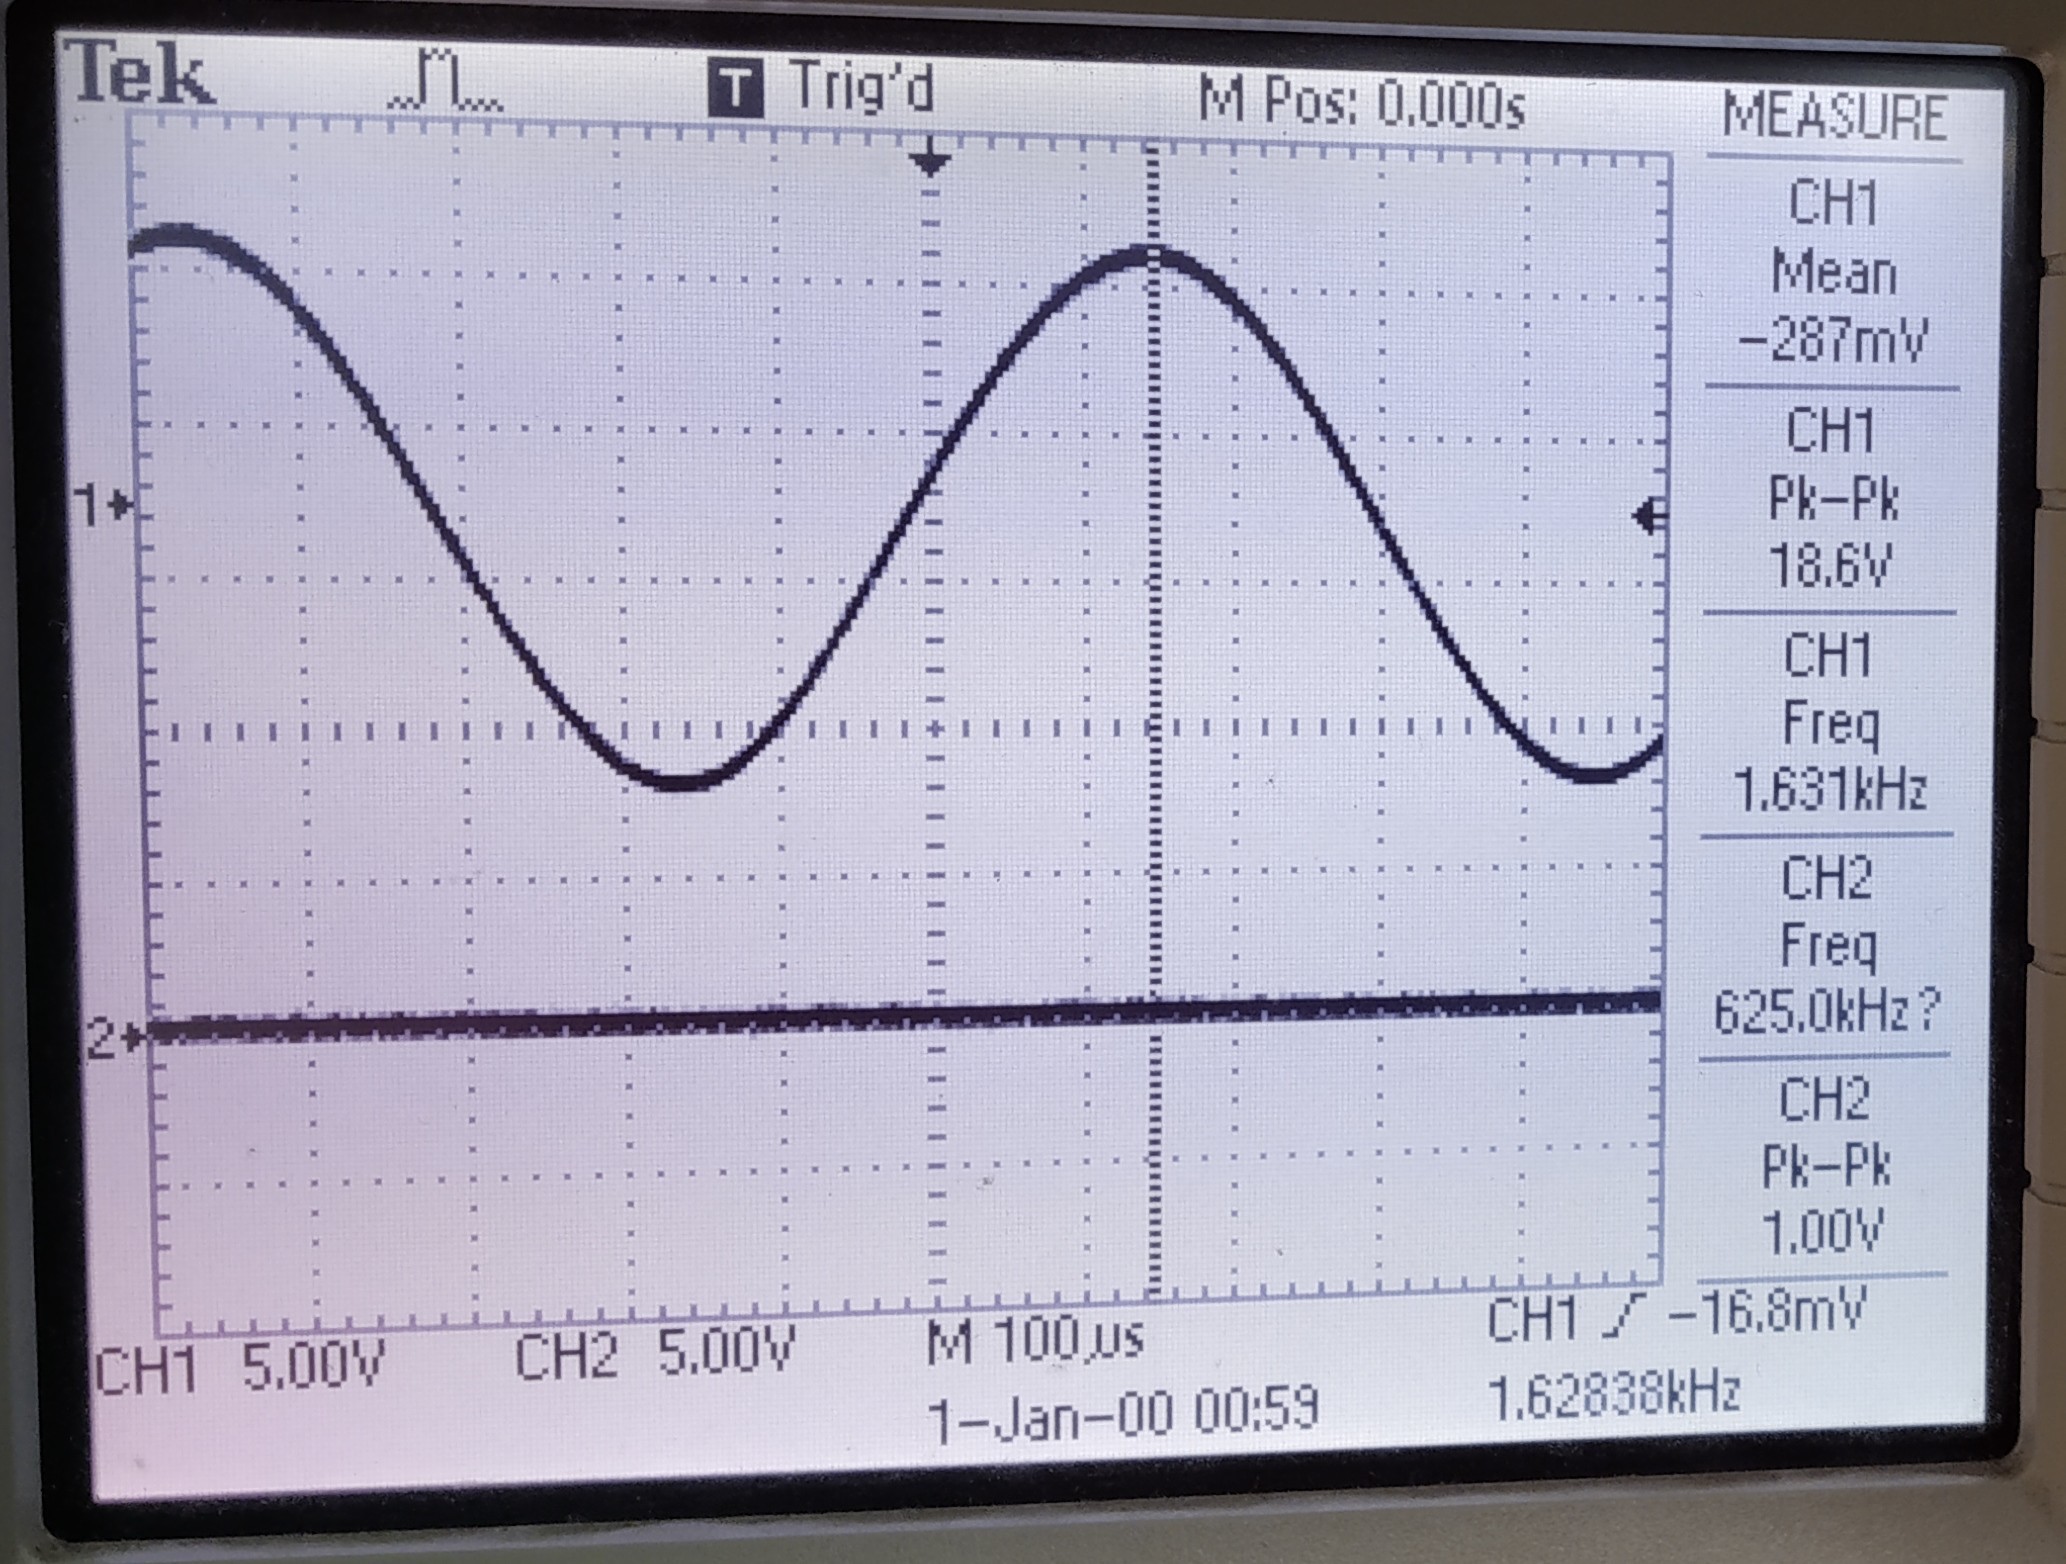 Tek T Trig'd M Pos: 0.000s MEASURE
CH1
Mean
-287mV
CH1
Pk-Pk
18.6V
CH1
Freq
1.631kHz
CH2
Freq
625.0kHz?
CH2
Pk-Pk
1.00V
1
2
CH1 5.00V CH2 5.00V M 100µs CH1 -16.8mV
1-Jan-00 00:59 1.62838kHz